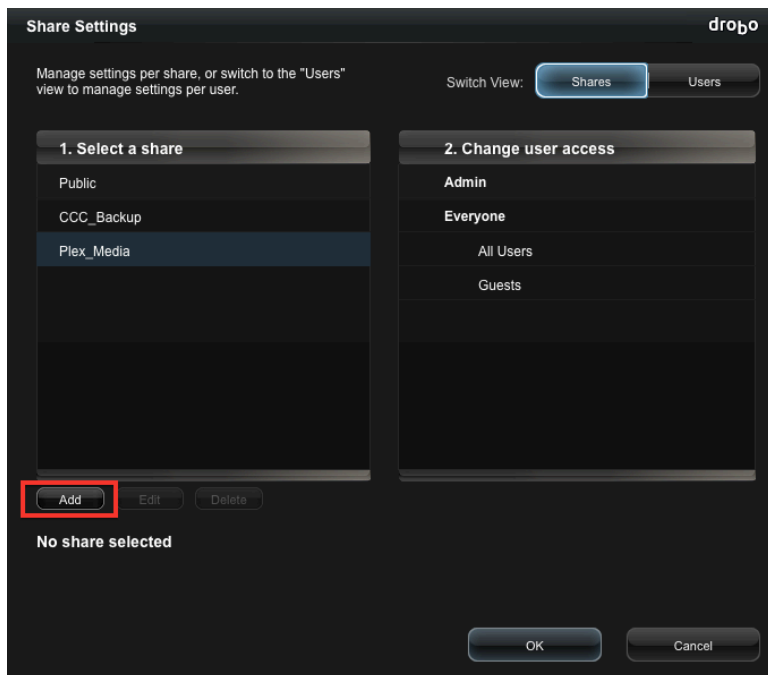 Share Settings
drobo
Manage settings per share, or switch to the "Users"
view to manage settings per user.
Switch View:
Shares
Users
1. Select a share
Public
CCC_Backup
Plex_Media
2. Change user access
Admin
Everyone
All Users
Guests
Add
Edit
Delete
No share selected
OK
Cancel